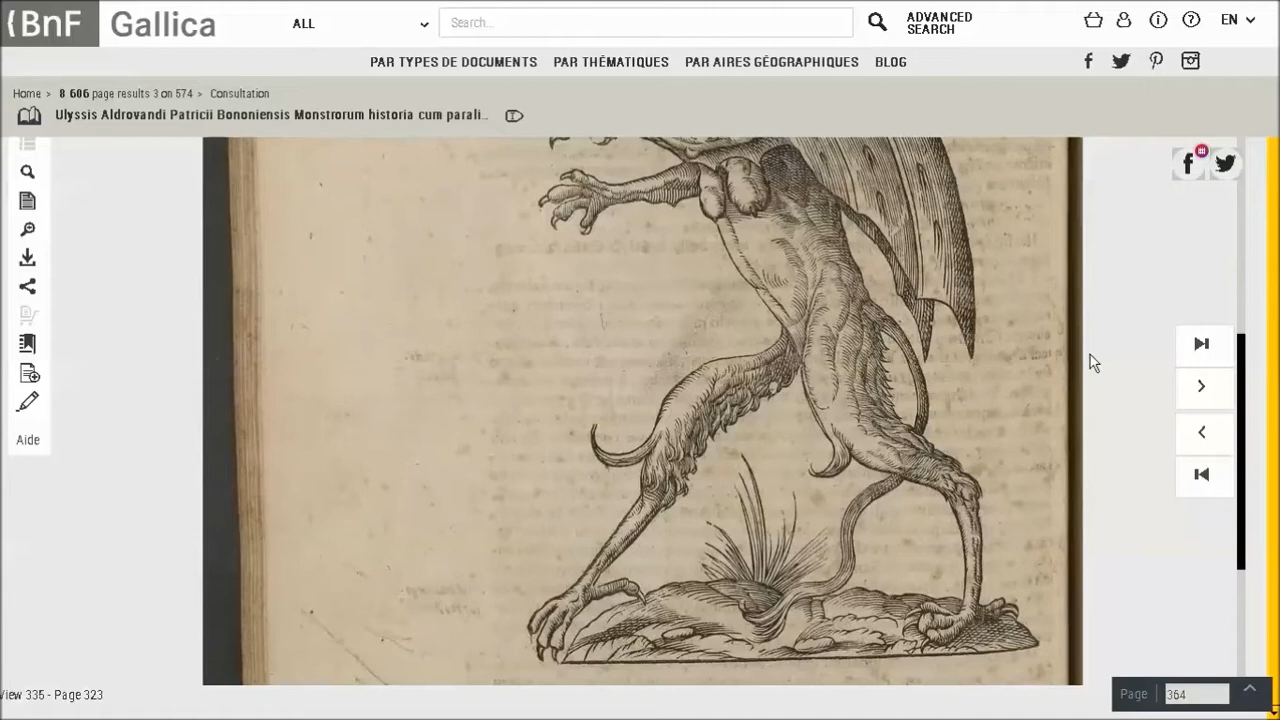 BnF Gallica ALL Search... ADVANCED SEARCH EN
PAR TYPES DE DOCUMENTS PAR THÉMATIQUES PAR AIRES GÉOGRAPHIQUES BLOG
Home > 8 606 page results 3 on 574 > Consultation
Ulyssis Aldrovandi Patricii Bononiensis Monstrorum historia cum parali..
Aide
View 335 - Page 323
Page 364